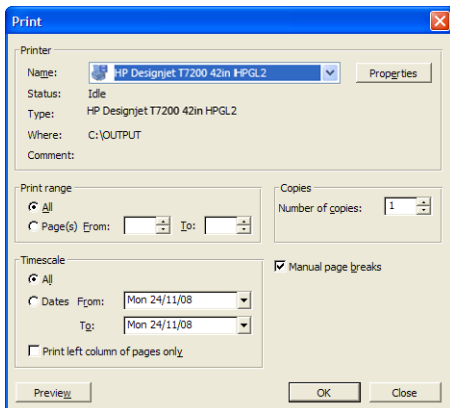 Print
Printer
Name: HP Designjet T7200 42in HPGL2 Properties
Status: Idle
Type: HP Designjet T7200 42in HPGL2
Where: C:\OUTPUT
Comment:
Print range Copies
All Number of copies: 1
Page(s) From: To:
Timescale Manual page breaks
All
Dates From: Mon 24/11/08
To: Mon 24/11/08
Print left column of pages only
Preview OK Close